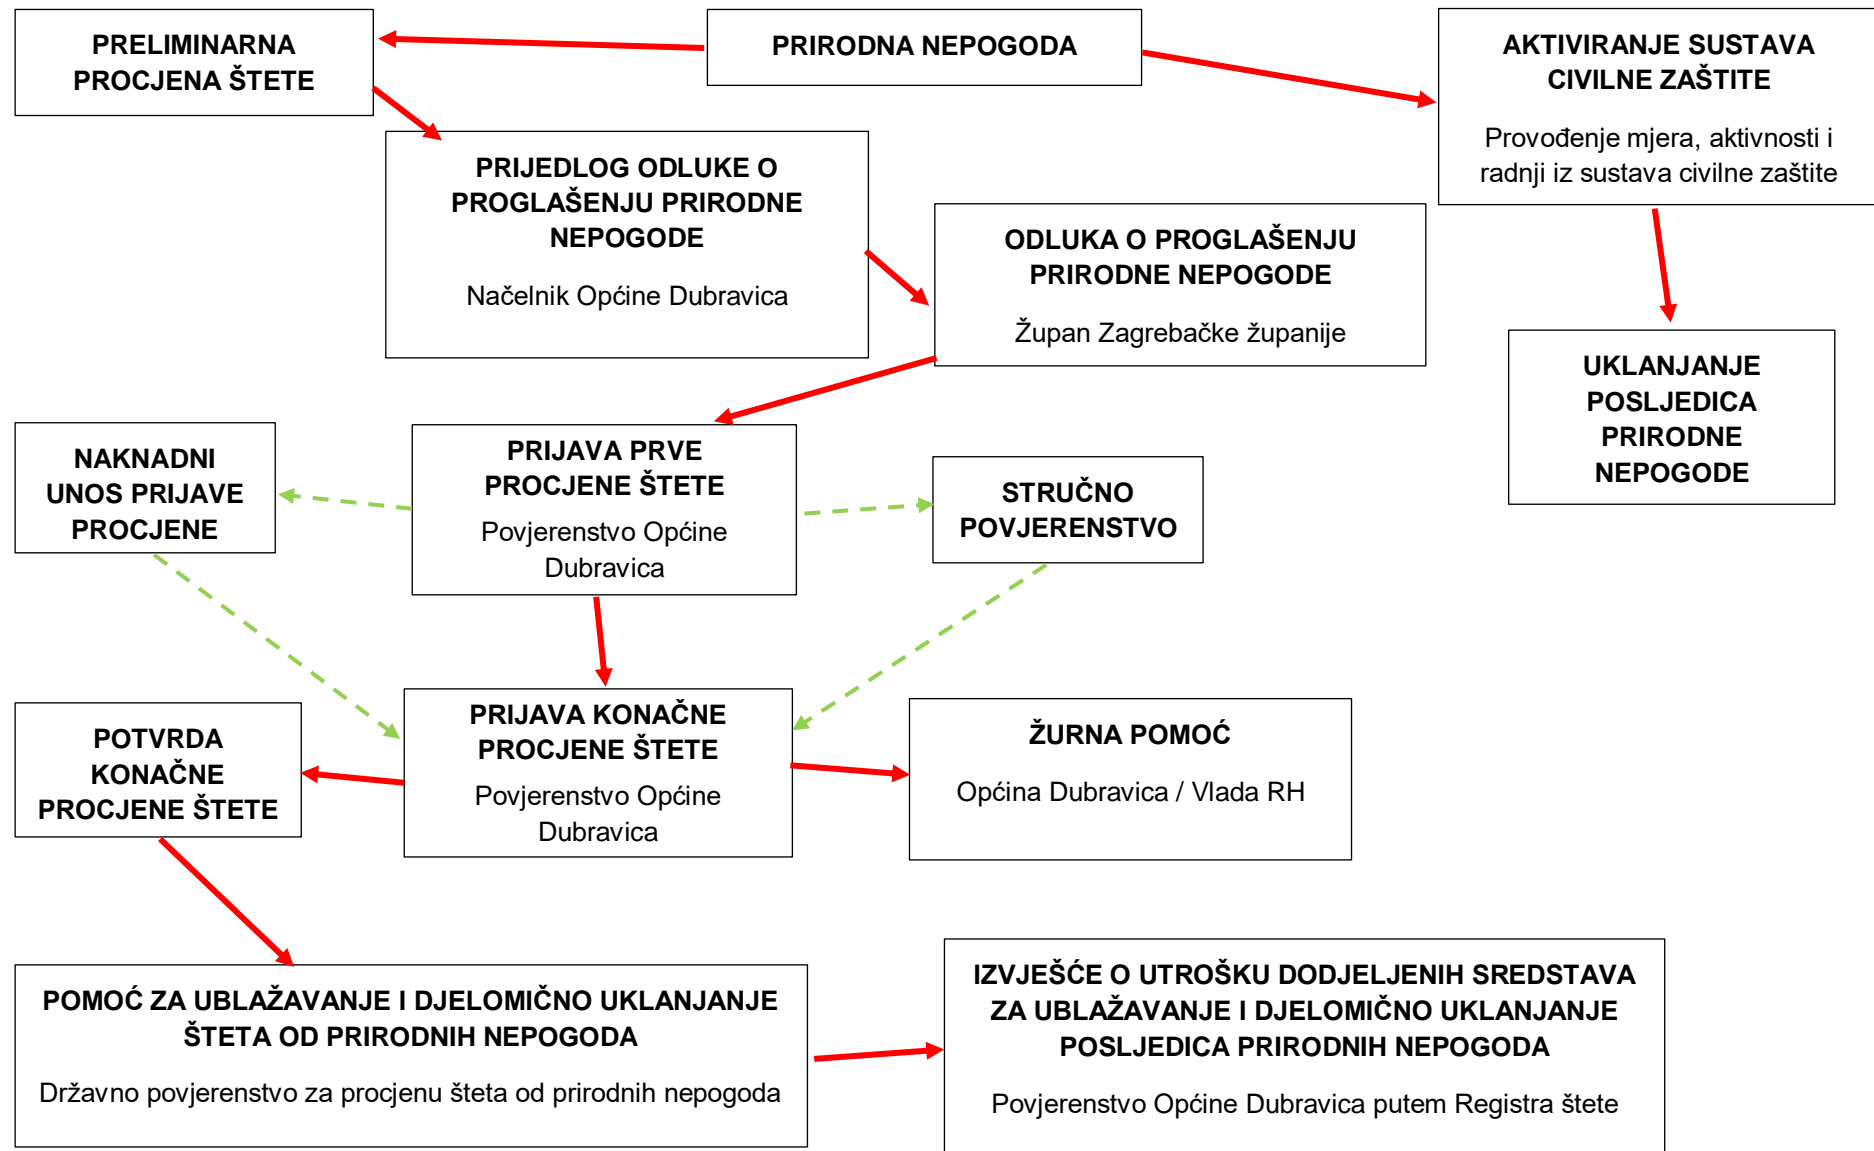 PRELIMINARNA
PROCJENA ŠTETE
PRIRODNA NEPOGODA
AKTIVIRANJE SUSTAVA
CIVILNE ZAŠTITE
Provođenje mjera, aktivnosti i
radnji iz sustava civilne zaštite
PRIJEDLOG ODLUKE O
PROGLAŠENJU PRIRODNE
NEPOGODE
Načelnik Općine Dubravica
ODLUKA O PROGLAŠENJU
PRIRODNE NEPOGODE
Župan Zagrebačke županije
UKLANJANJE
POSLJEDICA
PRIRODNE
NEPOGODE
NAKNADNI
UNOS PRIJAVE
PROCJENE
PRIJAVA PRVE
PROCJENE ŠTETE
Povjerenstvo Općine
Dubravica
STRUČNO
POVJERENSTVO
POTVRDA
KONAČNE
PROCJENE ŠTETE
PRIJAVA KONAČNE
PROCJENE ŠTETE
Povjerenstvo Općine
Dubravica
ŽURNA POMOĆ
Općina Dubravica / Vlada RH
POMOĆ ZA UBLAŽAVANJE I DJELOMIČNO UKLANJANJE
ŠTETA OD PRIRODNIH NEPOGODA
Državno povjerenstvo za procjenu šteta od prirodnih nepogoda
IZVJEŠĆE O UTROŠKU DODJELJENIH SREDSTAVA
ZA UBLAŽAVANJE I DJELOMIČNO UKLANJANJE
POSLJEDICA PRIRODNIH NEPOGODA
Povjerenstvo Općine Dubravica putem Registra štete